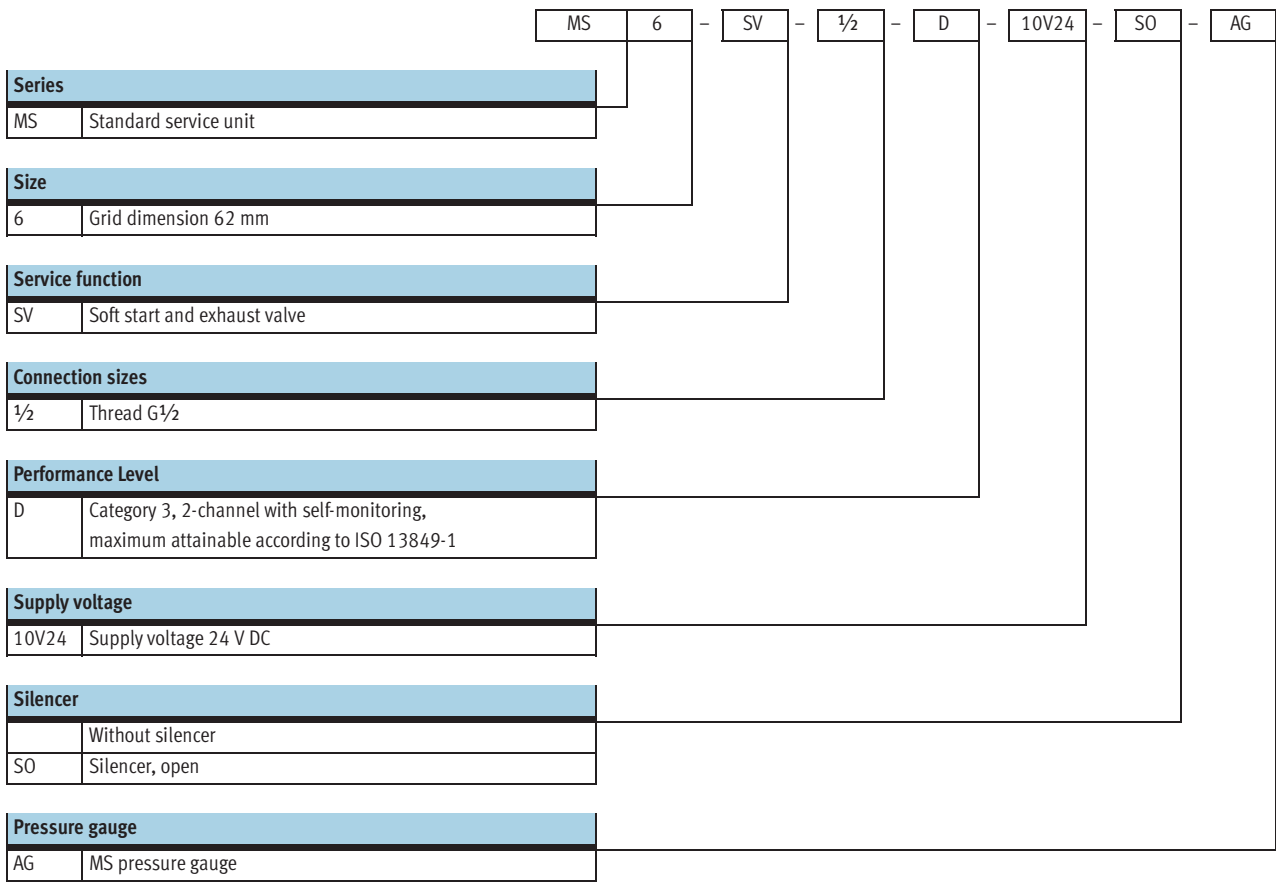 MS 6 – SV – ½ – D – 10V24 – SO – AG
Series
MS Standard service unit
Size
6 Grid dimension 62 mm
Service function
SV Soft start and exhaust valve
Connection sizes
½ Thread G½
Performance Level
D Category 3, 2-channel with self-monitoring,
maximum attainable according to ISO 13849-1
Supply voltage
10V24 Supply voltage 24 V DC
Silencer
Without silencer
SO Silencer, open
Pressure gauge
AG MS pressure gauge